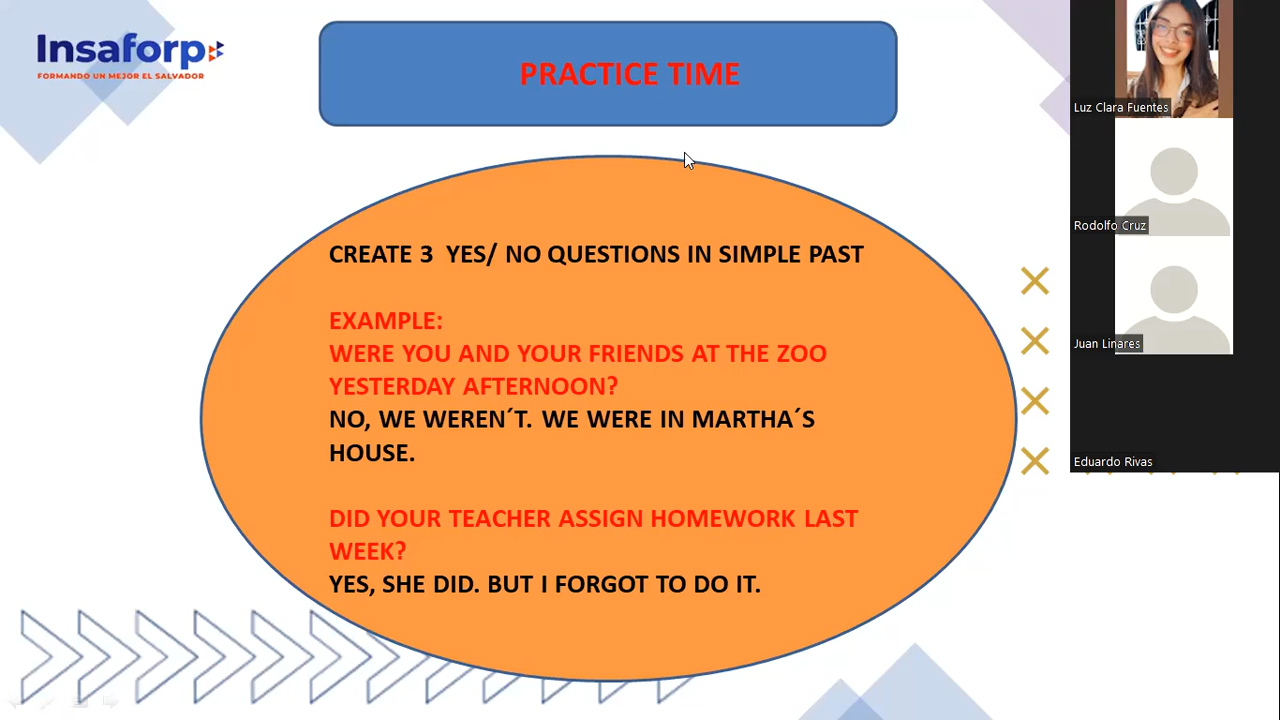 Insaforp
FORMANDO UN MEJOR EL SALVADOR
PRACTICE TIME
CREATE 3  YES/ NO QUESTIONS IN SIMPLE PAST
EXAMPLE:
WERE YOU AND YOUR FRIENDS AT THE ZOO
YESTERDAY AFTERNOON?
NO, WE WEREN´T. WE WERE IN MARTHA´S
HOUSE.
DID YOUR TEACHER ASSIGN HOMEWORK LAST
WEEK?
YES, SHE DID. BUT I FORGOT TO DO IT.
Luz Clara Fuentes
Rodolfo Cruz
Juan Linares
Eduardo Rivas